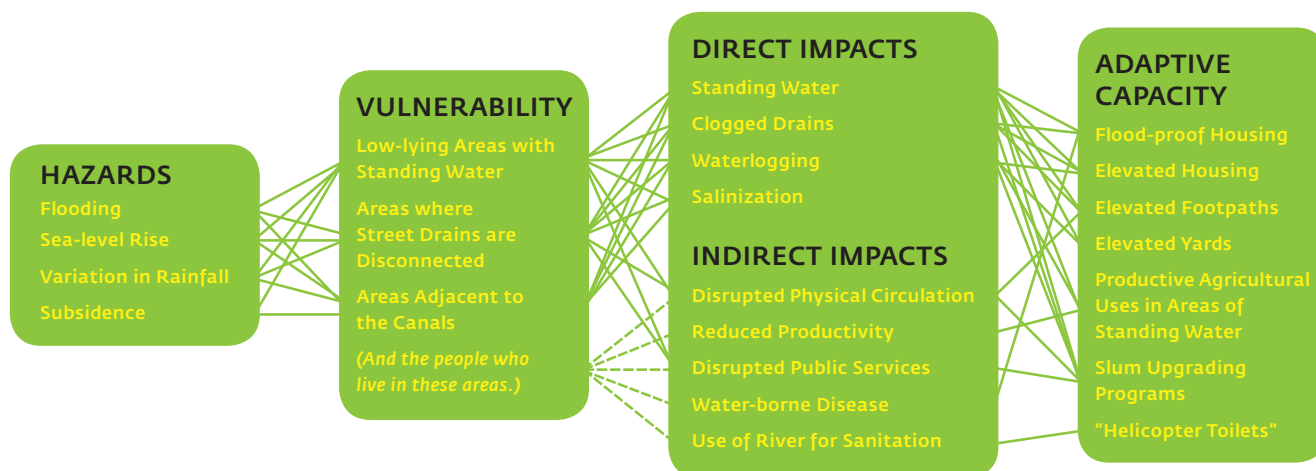 HAZARDS
Flooding
Sea-level Rise
Variation in Rainfall
Subsidence
VULNERABILITY
Low-lying Areas with
Standing Water
Areas where
Street Drains are
Disconnected
Areas Adjacent to
the Canals
(And the people who
live in these areas.)
DIRECT IMPACTS
Standing Water
Clogged Drains
Waterlogging
Salinization
INDIRECT IMPACTS
Disrupted Physical Circulation
Reduced Productivity
Disrupted Public Services
Water-borne Disease
Use of River for Sanitation
ADAPTIVE
CAPACITY
Flood-proof Housing
Elevated Housing
Elevated Footpaths
Elevated Yards
Productive Agricultural
Uses in Areas of
Standing Water
Slum Upgrading
Programs
“Helicopter Toilets”